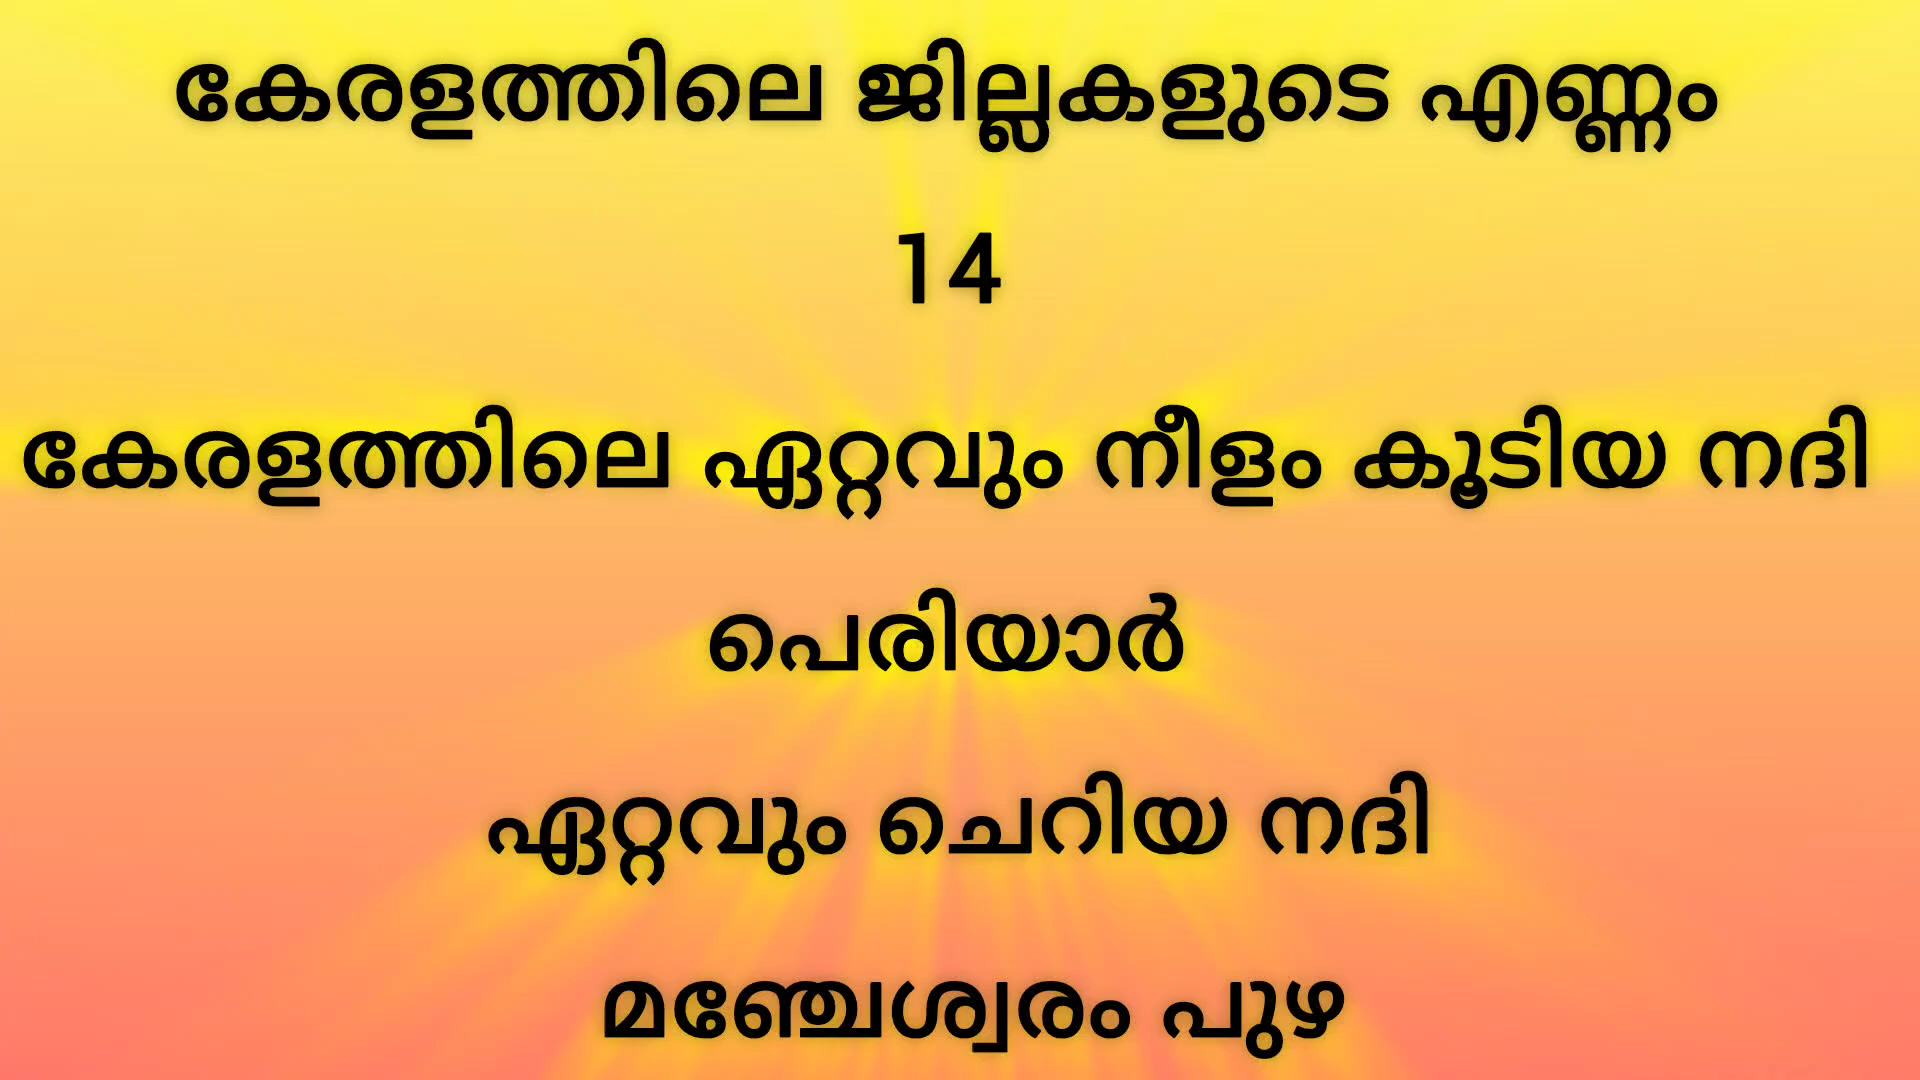 കേരളത്തിലെ ജില്ലകളുടെ എണ്ണം
14
കേരളത്തിലെ ഏറ്റവും നീളം കൂടിയ നദി
പെരിയാർ
ഏറ്റവും ചെറിയ നദി
മഞ്ചേശ്വരം പുഴ